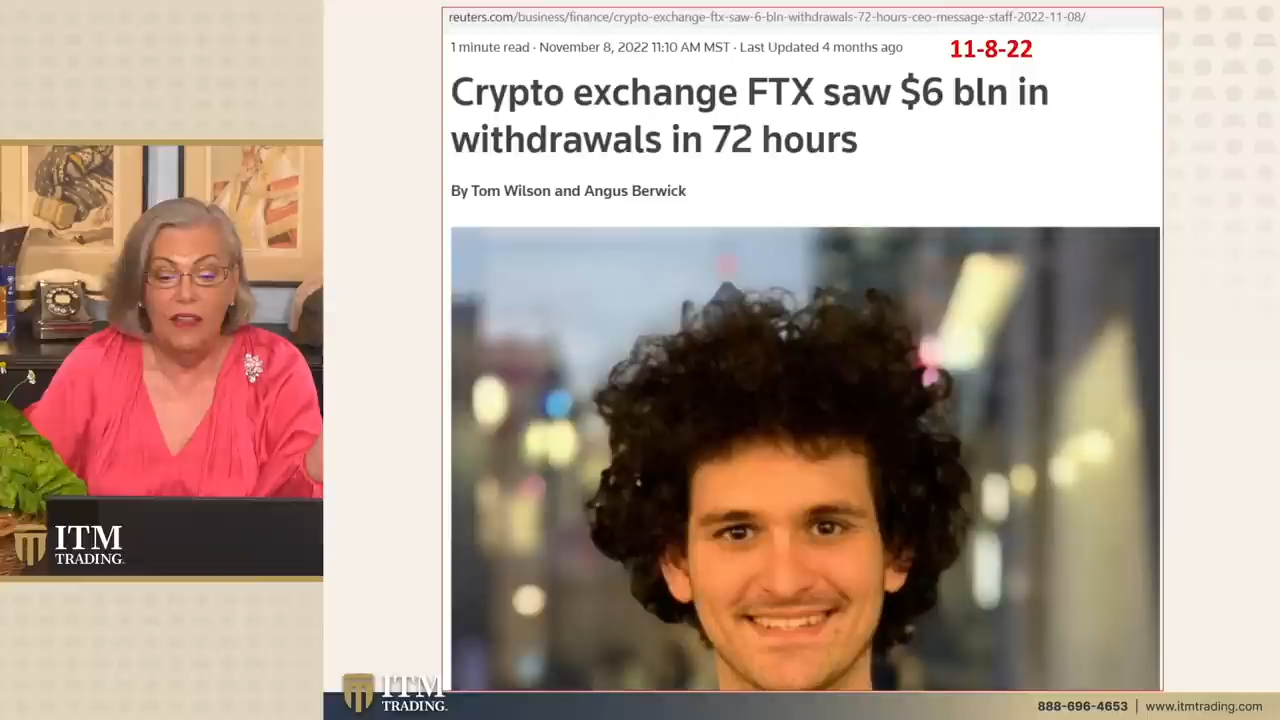 reuters.com/business/finance/crypto-exchange-ftx-saw-6-bln-withdrawals-72-hours-ceo-message-staff-2022-11-08/
1 minute read · November 8, 2022 11:10 AM MST · Last Updated 4 months ago
11-8-22
Crypto exchange FTX saw $6 bln in
withdrawals in 72 hours
By Tom Wilson and Angus Berwick
ITM
TRADING.
ITM
TRADING.
888-696-4653 | www.itmtrading.com